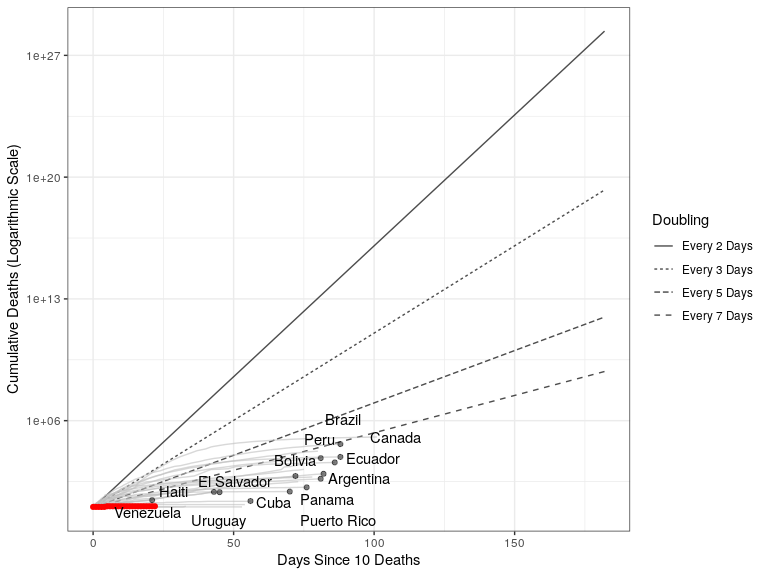 Cumulative Deaths (Logarithmic Scale)
1e+27
1e+20
1e+13
1e+06
Brazil
Peru
Canada
Bolivia
Ecuador
El Salvador
Argentina
Haiti
Cuba
Panama
Venezuela
Uruguay
Puerto Rico
0
50
100
150
Days Since 10 Deaths
Doubling
Every 2 Days
Every 3 Days
Every 5 Days
Every 7 Days